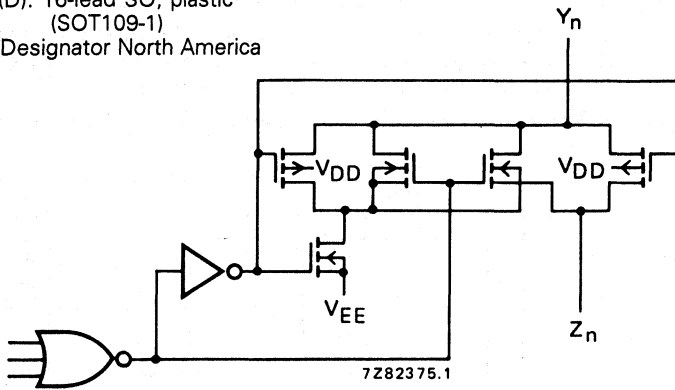 (D): 16-lead SO; plastic
(SOT109-1)
Designator North America
Yn
VDD
VDD
VEE
Zn
7Z82375.1